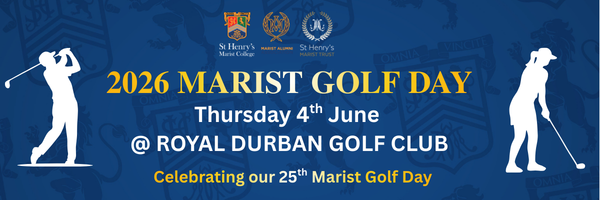 St Henry's
Marist College
MARIST ALUMNI
St Henry's
MARIST TRUST
2026 MARIST GOLF DAY
Thursday 4th June
@ ROYAL DURBAN GOLF CLUB
Celebrating our 25th Marist Golf Day